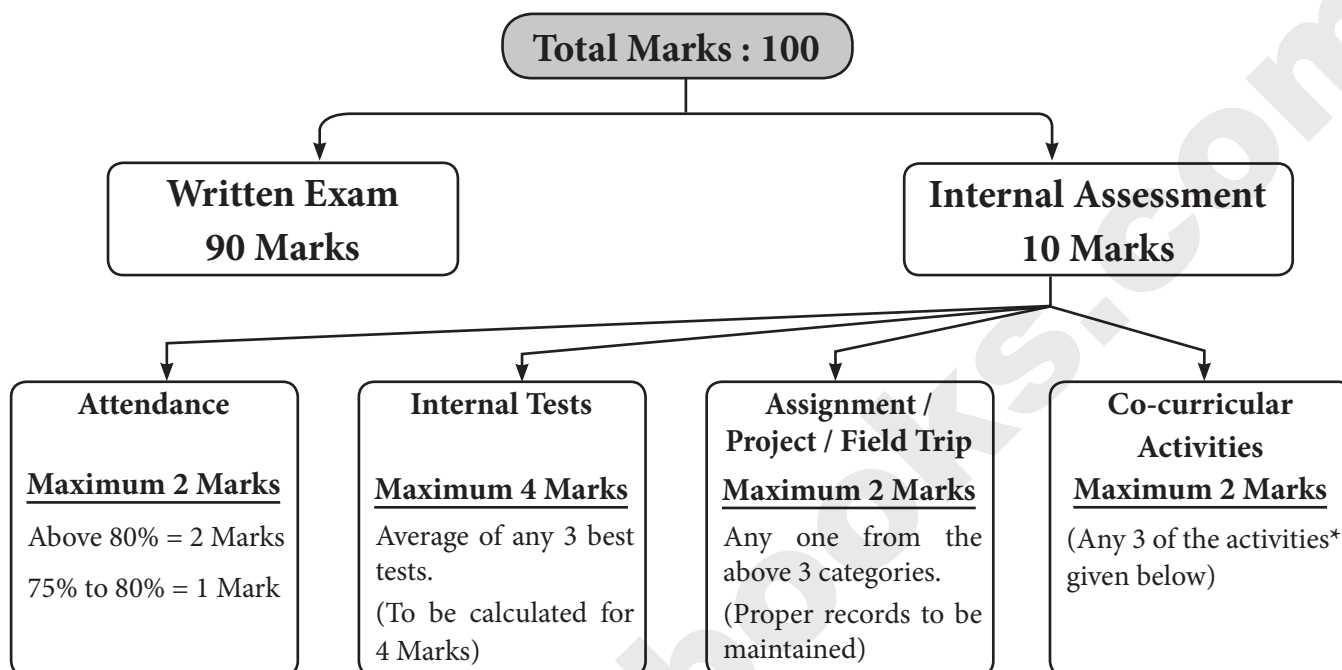 Total Marks : 100
Written Exam
90 Marks
Internal Assessment
10 Marks
Attendance
Maximum 2 Marks
Above 80% = 2 Marks
75% to 80% = 1 Mark
Internal Tests
Maximum 4 Marks
Average of any 3 best
tests.
(To be calculated for
4 Marks)
Assignment /
Project / Field Trip
Maximum 2 Marks
Any one from the
above 3 categories.
(Proper records to be
maintained)
Co-curricular
Activities
Maximum 2 Marks
(Any 3 of the activities*
given below)
books.com